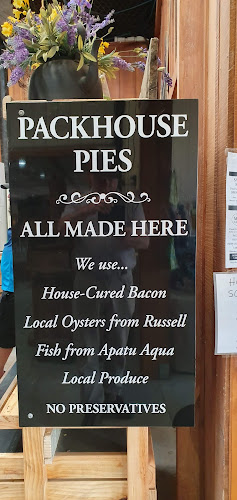 PACKHOUSE
PIES
ALL MADE HERE
We use...
House-Cured Bacon
Local Oysters from Russell
Fish from Apatu Aqua
Local Produce
NO PRESERVATIVES